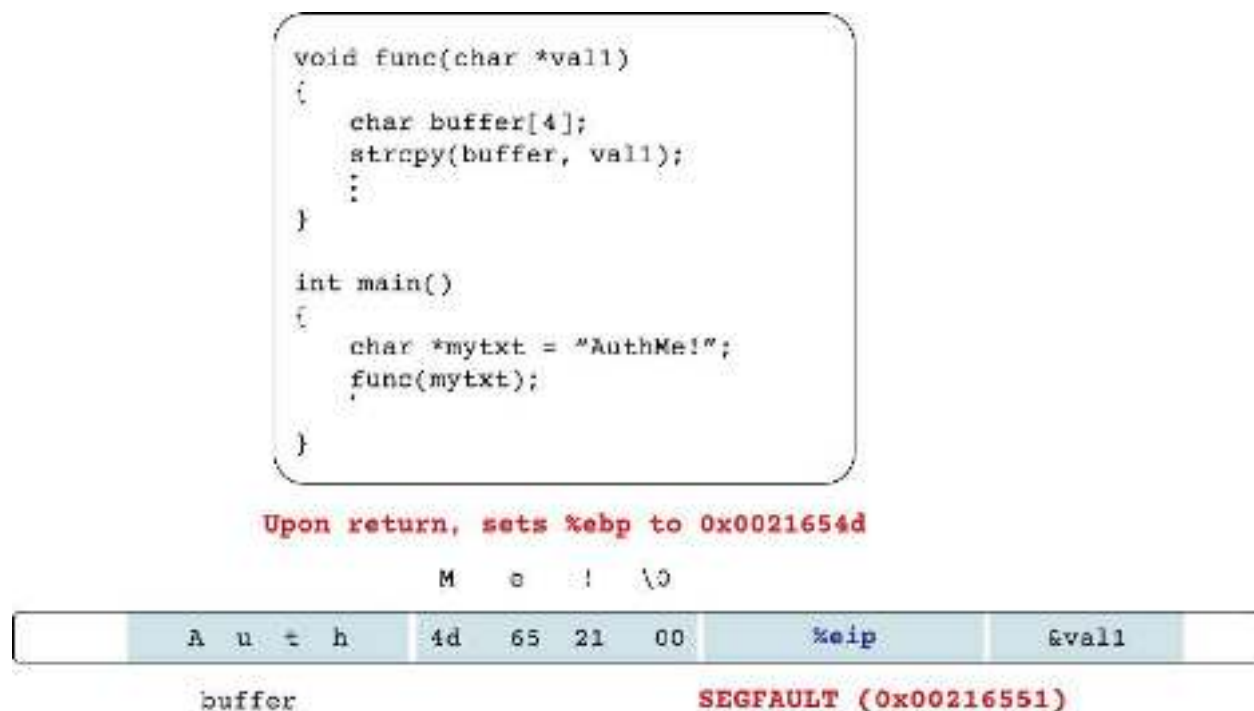 void func(char *val1)
{
char buffer[4];
strcpy(buffer, val1);
⋮
}
int main()
{
char *mytxt = “AuthMe!”;
func(mytxt);
}
Upon return, sets %ebp to 0x0021654d
M e ! \0
A u t h 4d 65 21 00 %eip &val1
buffer SEGFAULT (0x00216551)